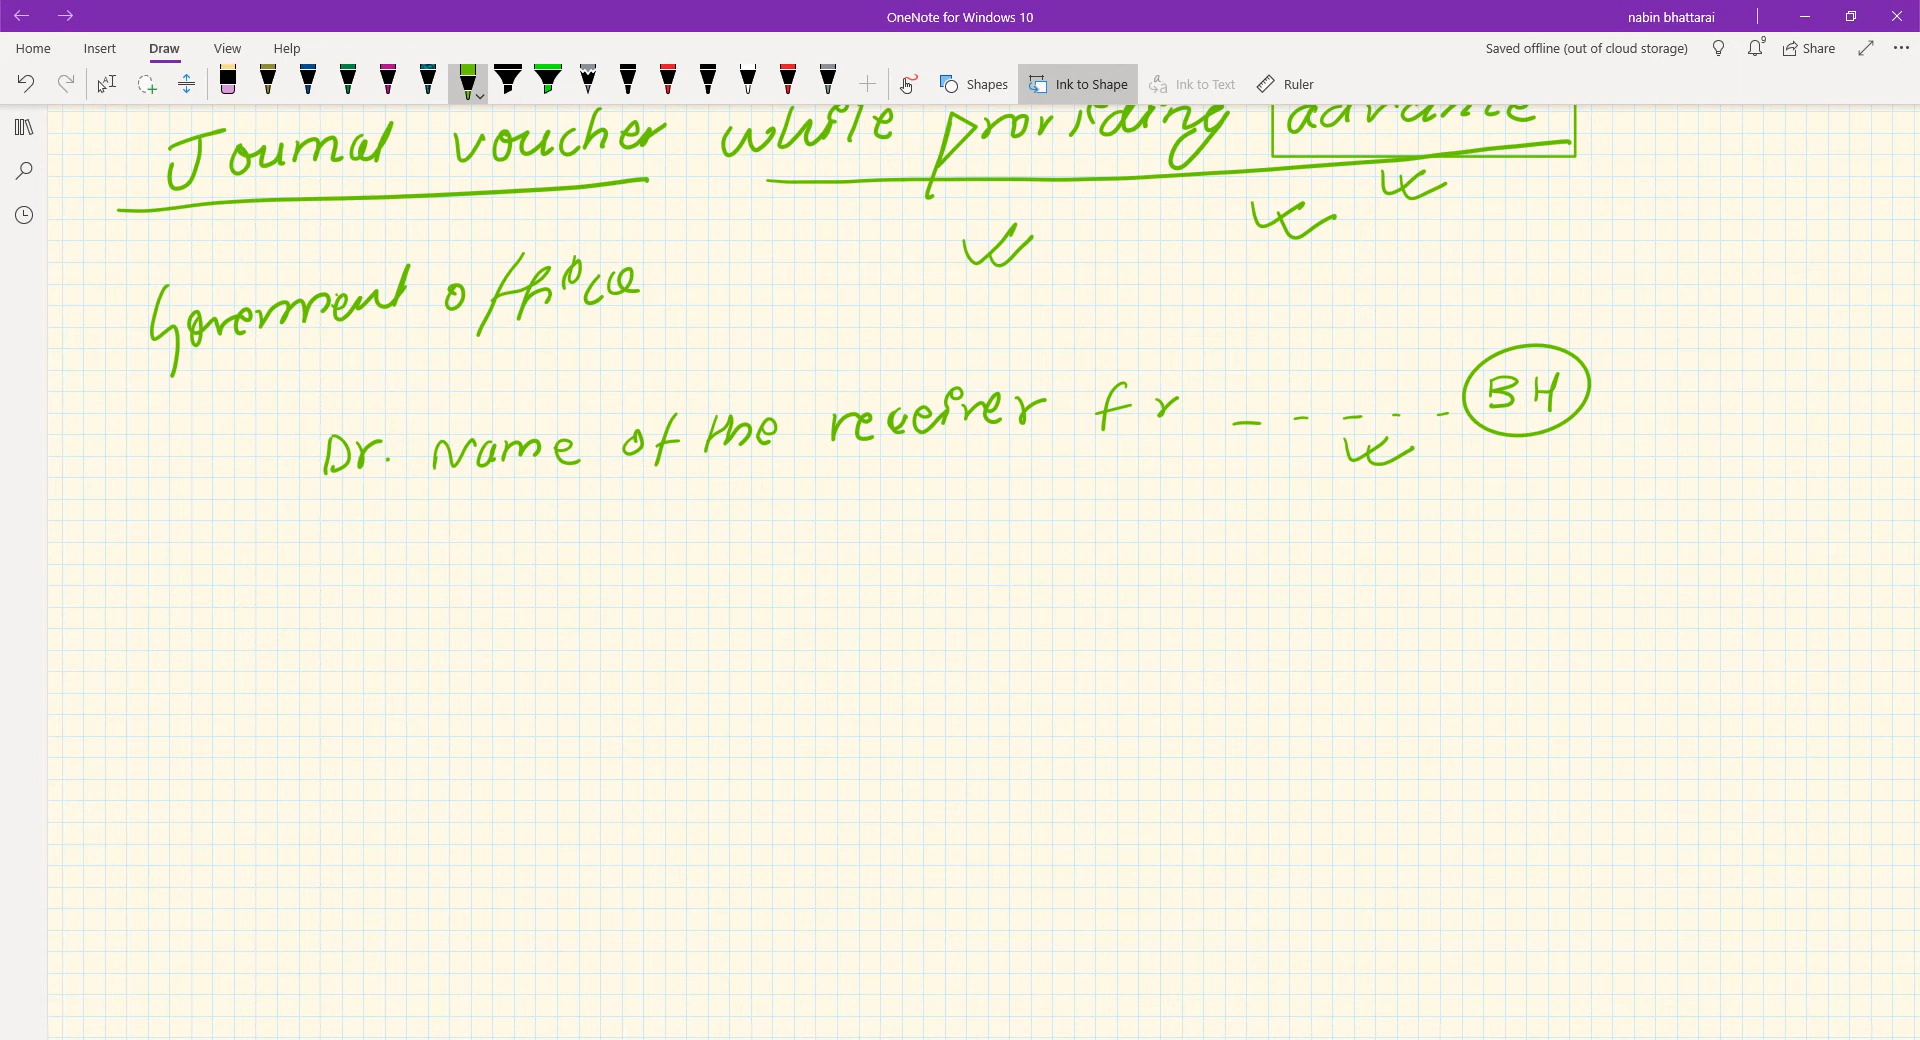 OneNote for Windows 10
nabin bhattarai
Home Insert Draw View Help
Saved offline (out of cloud storage)
9
Share
Shapes
Ink to Shape
Ink to Text
Ruler
Journal voucher while providing advance
Government office
Dr. Name of the receiver fr _ _ _ _ _ BH